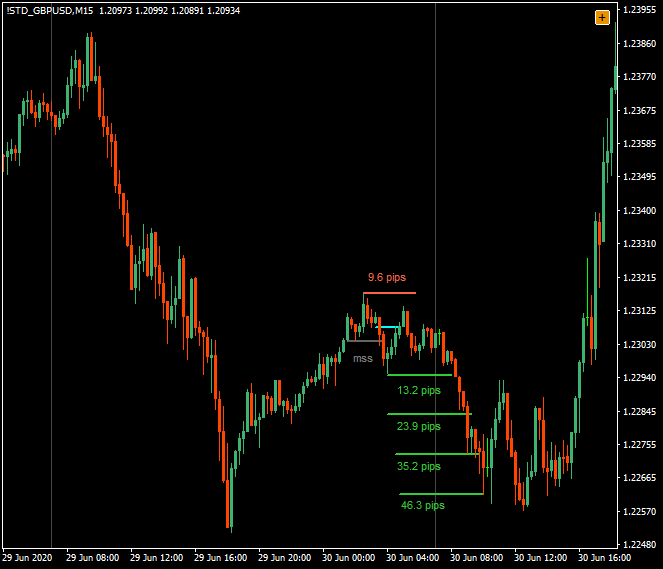 !STD_GBPUSD,M15 1.20973 1.20992 1.20891 1.20934
+
1.23955
1.23860
1.23770
1.23675
1.23585
1.23495
1.23400
1.23310
1.23215
9.6 pips
1.23120
1.23030
mss
1.22940
13.2 pips
1.22845
23.9 pips
1.22755
35.2 pips
1.22665
46.3 pips
1.22570
1.22480
29 Jun 2020 29 Jun 08:00 29 Jun 12:00 29 Jun 16:00 29 Jun 20:00 30 Jun 00:00 30 Jun 04:00 30 Jun 08:00 30 Jun 12:00 30 Jun 16:00